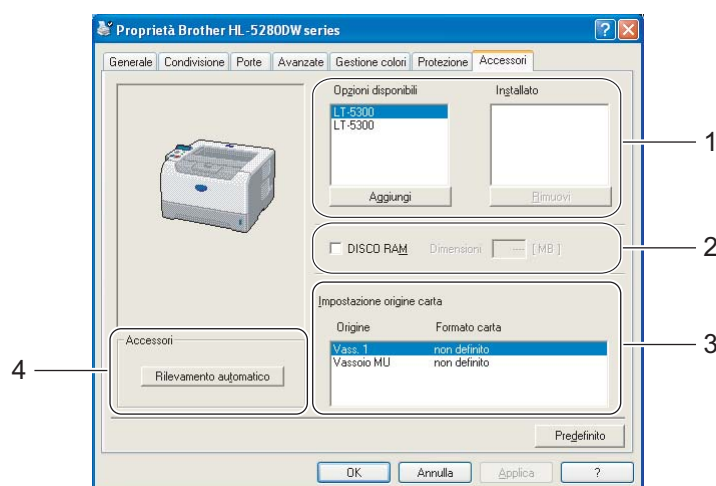 Proprietà Brother HL-5280DW series
Generale Condivisione Porte Avanzate Gestione colori Protezione Accessori
Opzioni disponibili Installato
LT-5300
LT-5300
Aggiungi Rimuovi
1
DISCO RAM Dimensioni --- [ MB ]
2
Impostazione origine carta
Origine Formato carta
Vass. 1 non definito
Vassoio MU non definito
3
Accessori
Rilevamento automatico
4
Predefinito
OK Annulla Applica ?